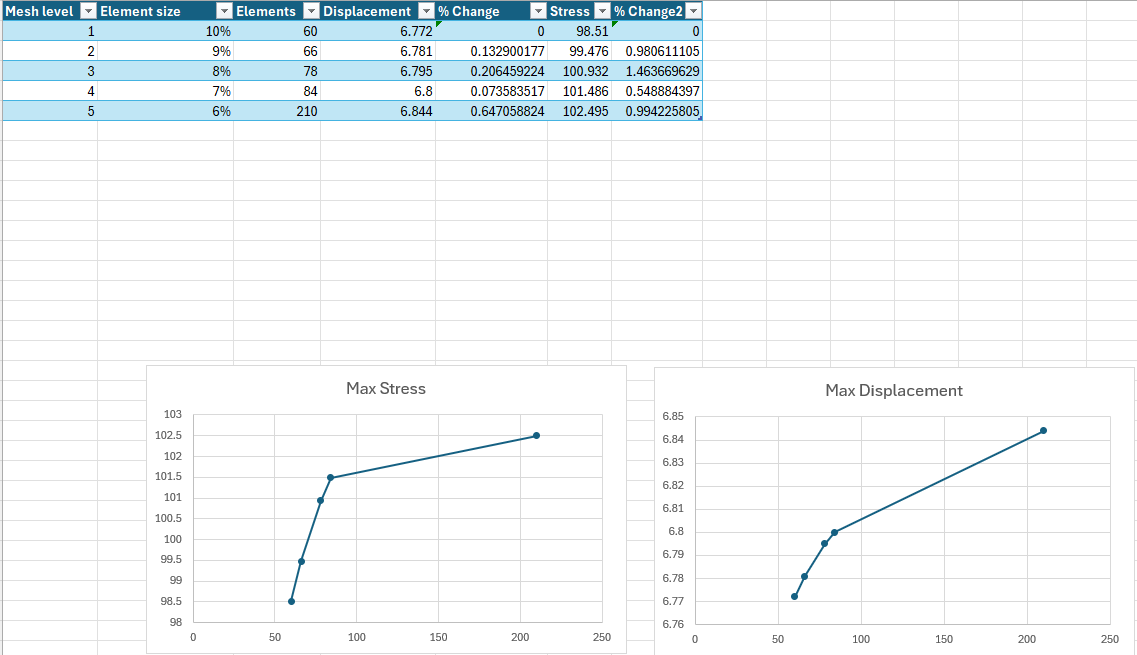 Mesh level Element size Elements Displacement % Change Stress % Change2
1 10% 60 6.772 0 98.51 0
2 9% 66 6.781 0.132900177 99.476 0.980611105
3 8% 78 6.795 0.206459224 100.932 1.463669629
4 7% 84 6.8 0.073583517 101.486 0.548884397
5 6% 210 6.844 0.647058824 102.495 0.994225805
Max Stress
103
102.5
102
101.5
101
100.5
100
99.5
99
98.5
98
0 50 100 150 200 250
Max Displacement
6.85
6.84
6.83
6.82
6.81
6.8
6.79
6.78
6.77
6.76
0 50 100 150 200 250